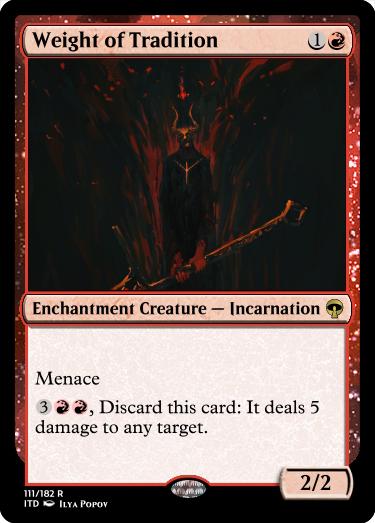 Weight of Tradition 1
Enchantment Creature — Incarnation
Menace
3, Discard this card: It deals 5
damage to any target.
2/2
111/182 R
ITD Ilya Popov